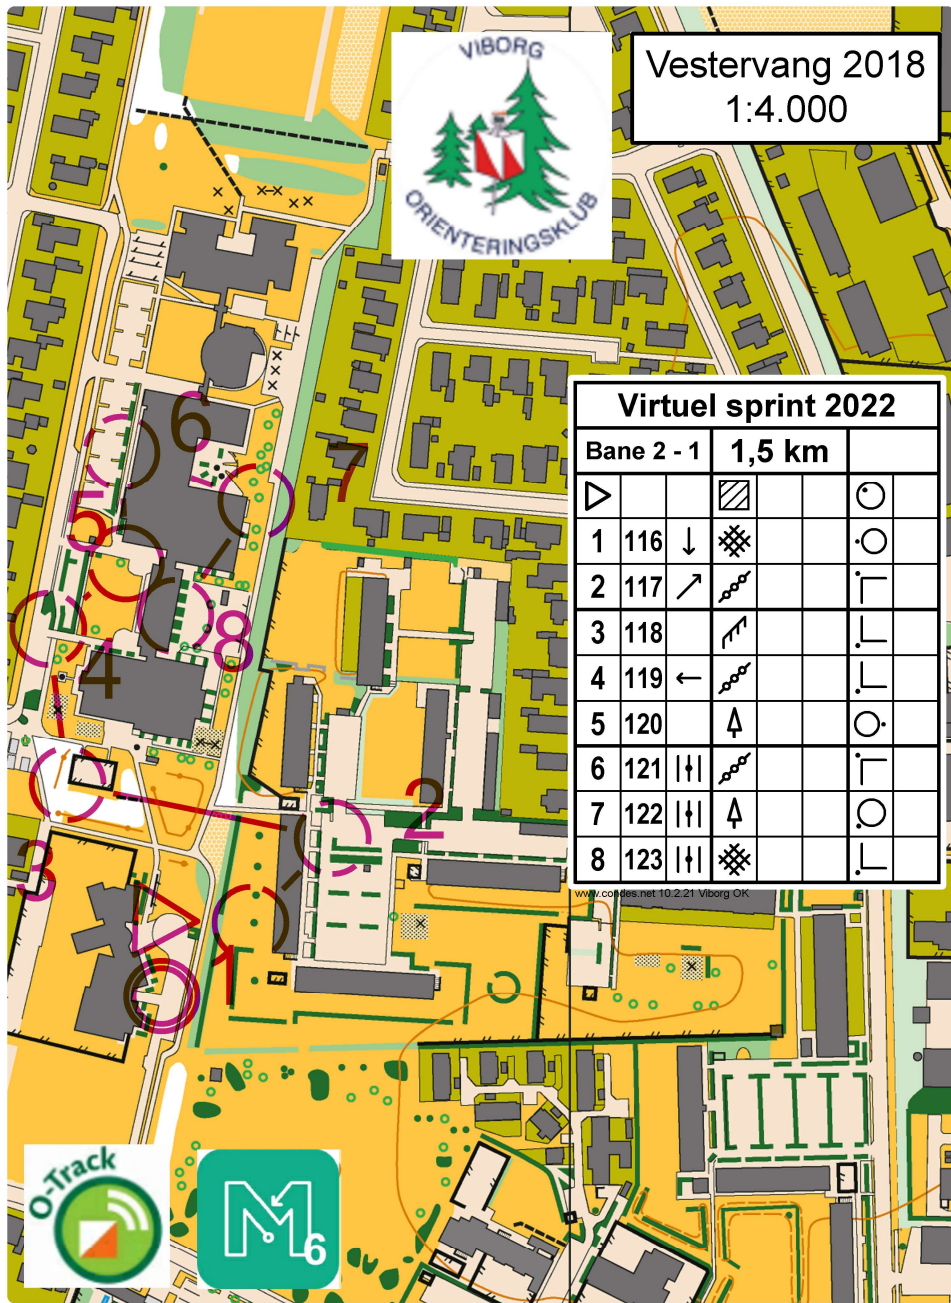 VIBORG
ORIENTERINGSKLUB
Vestervang 2018
1:4.000
Virtuel sprint 2022
Bane 2 - 1 1,5 km
1 116
2 117
3 118
4 119
5 120
6 121
7 122
8 123
www.condes.net 10.2.21 Viborg OK
6
7
5
8
4
2
3
1
O-Track
M6